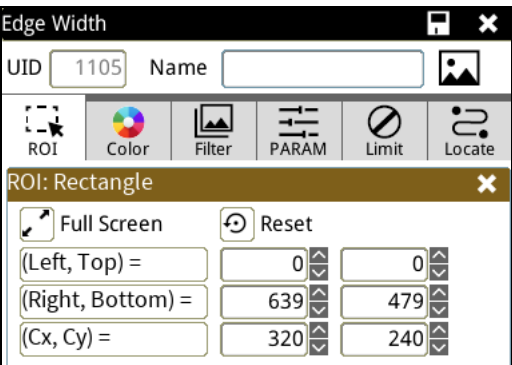 Edge Width
UID 1105 Name
ROI Color Filter PARAM Limit Locate
ROI: Rectangle
Full Screen Reset
(Left, Top) = 0 0
(Right, Bottom) = 639 479
(Cx, Cy) = 320 240